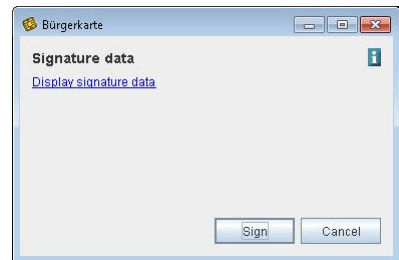 Bürgerkarte
Signature data
Display signature data
Sign
Cancel